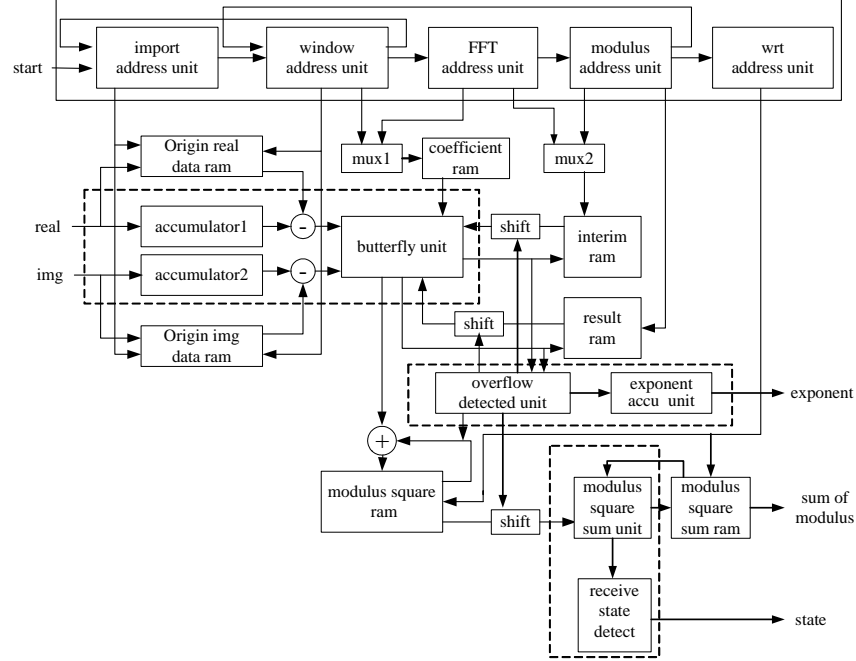 start
import
address unit
window
address unit
FFT
address unit
modulus
address unit
wrt
address unit
Origin real
data ram
mux1
coefficient
ram
mux2
real
accumulator1
-
butterfly unit
shift
interim
ram
img
accumulator2
-
Origin img
data ram
shift
result
ram
overflow
detected unit
exponent
accu unit
exponent
+
modulus square
ram
shift
modulus
square
sum unit
modulus
square
sum ram
sum of
modulus
receive
state
detect
state